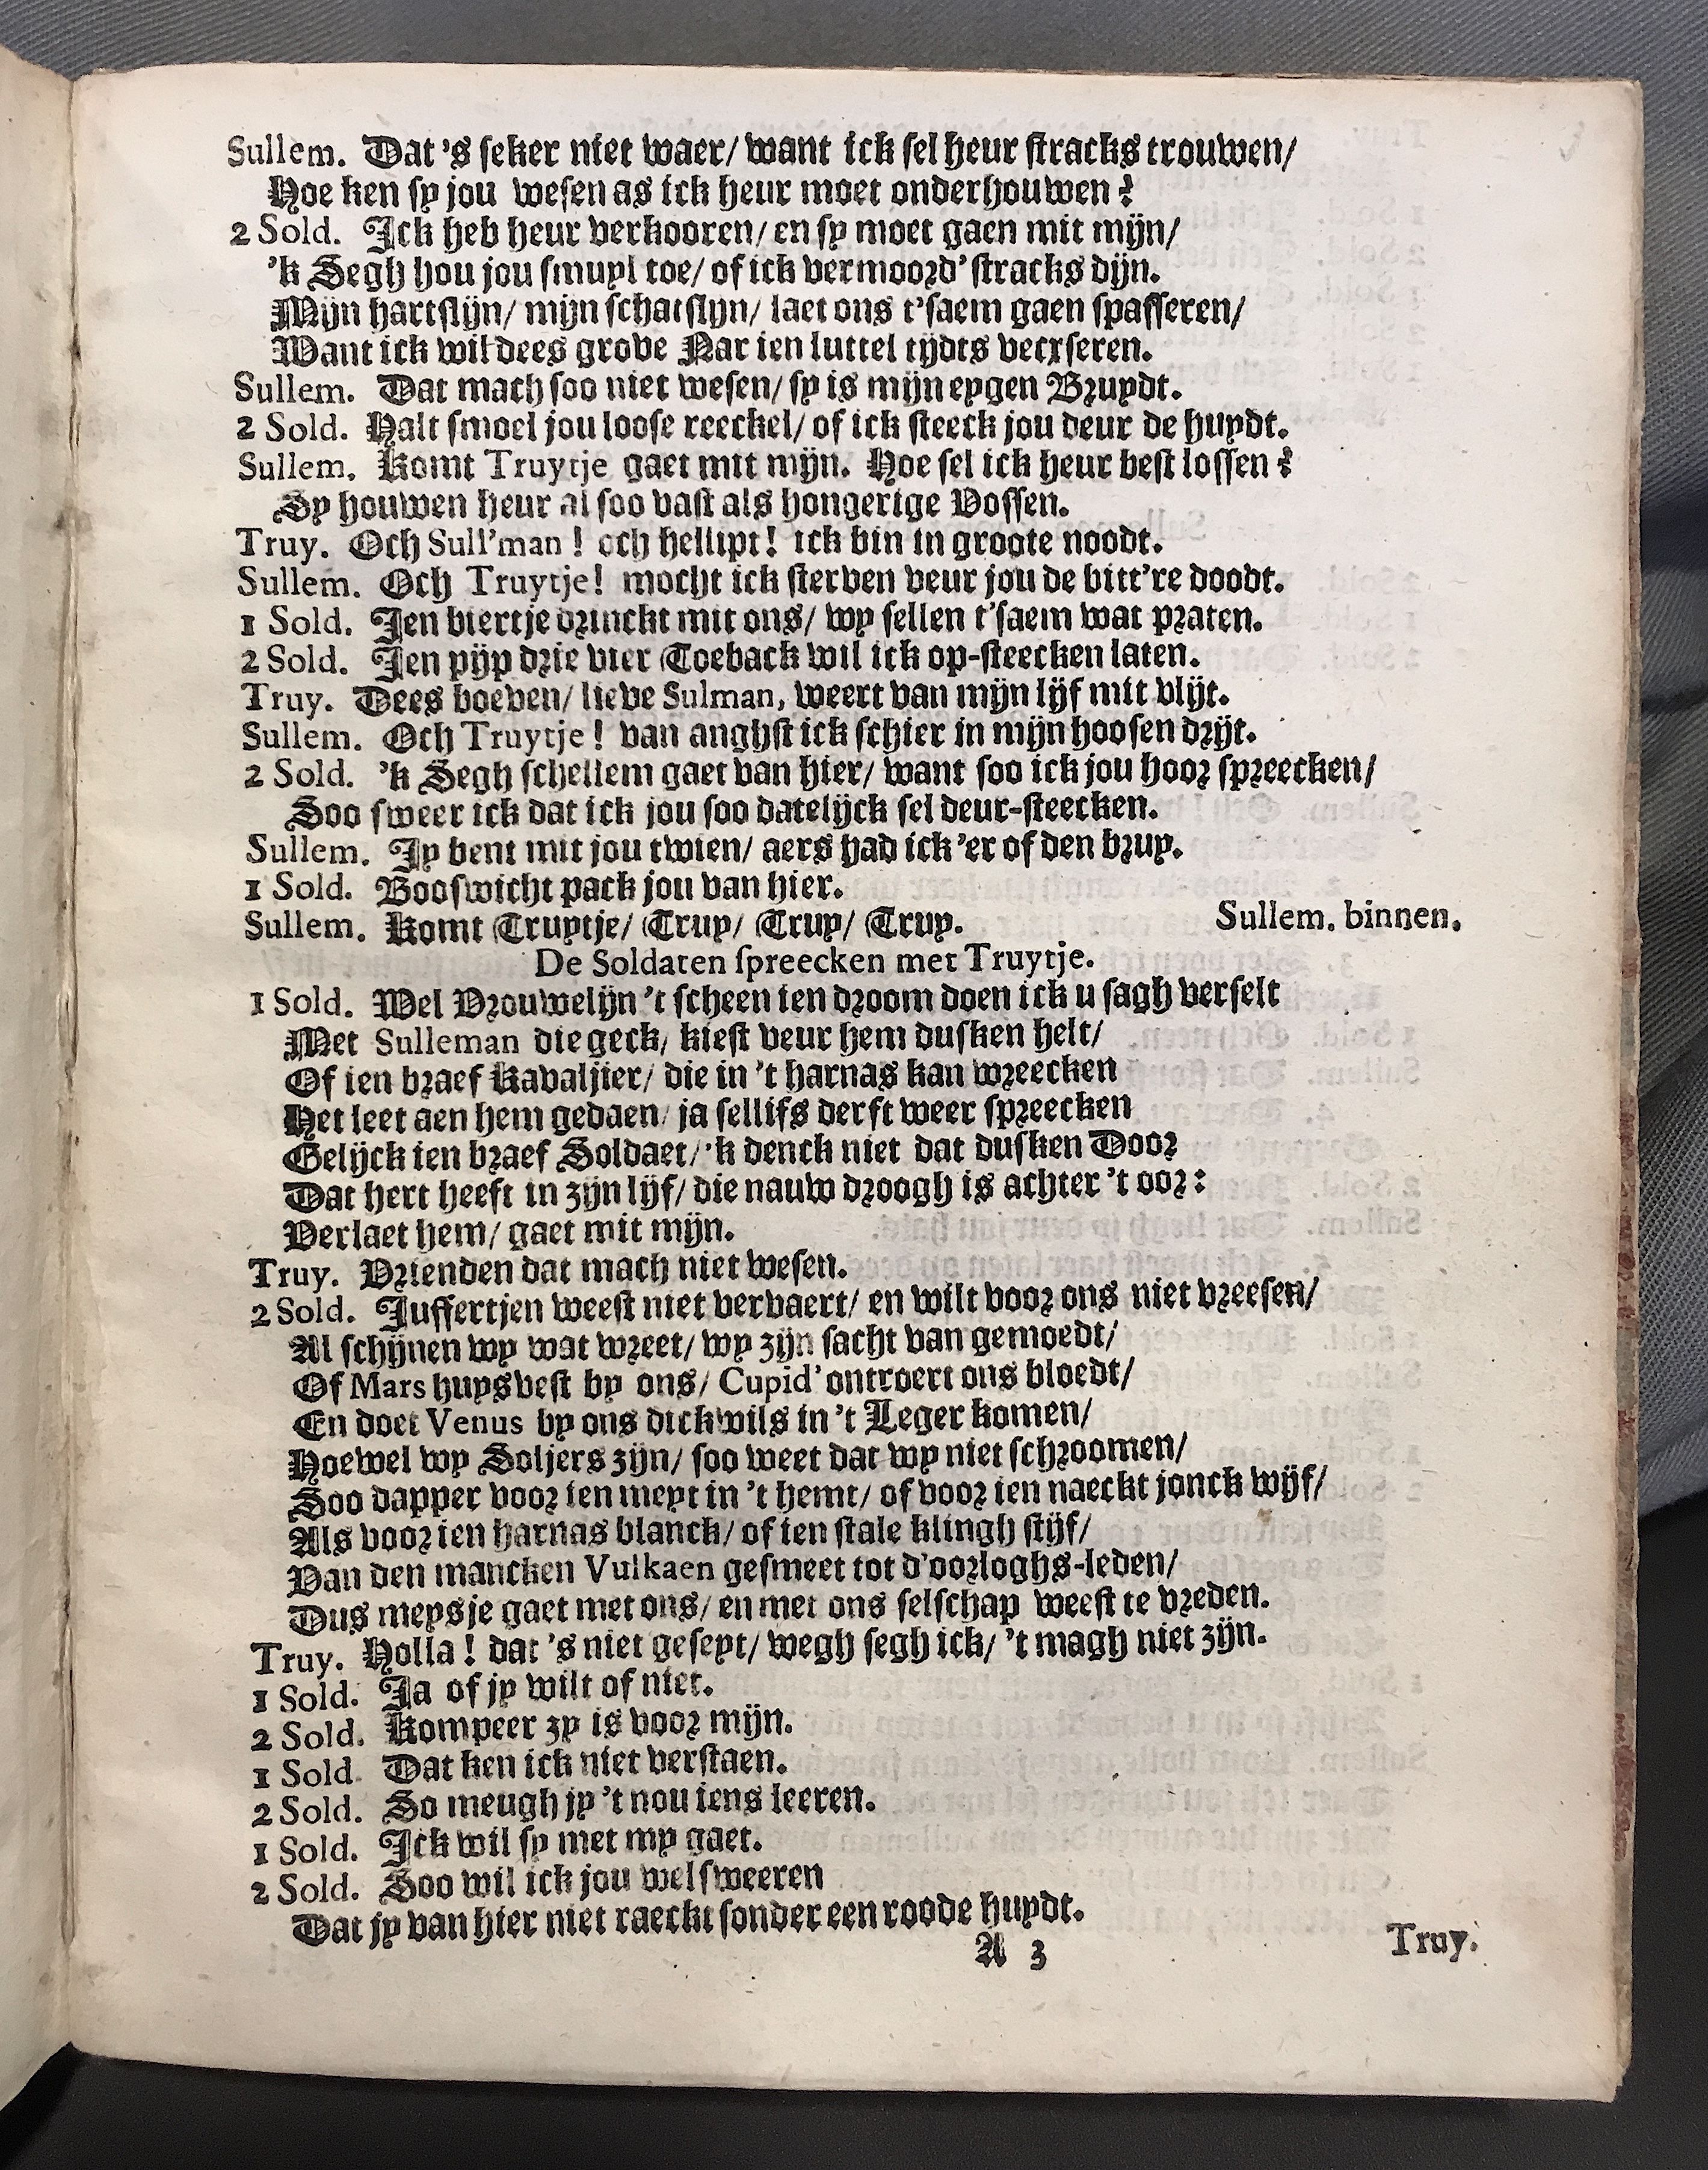 Sullem. Dat 's seker niet waer/ want ick sel heur stracks trouwen/
Hoe ken sy jou wesen as ick heur moet onderhouwen?
2 Sold. Ick heb heur verkooren/ en sy moet gaen mit mijn/
'k Segh hou jou smuyl toe/ of ick vermoord' stracks dijn.
Mijn hartslijn/ mijn schatslijn/ laet ons t'saem gaen spasseren/
Want ick wil dees grove Nar ien luttel tijdts vecxseren.
Sullem. Dat mach soo niet wesen/ sy is mijn eygen Bruydt.
2 Sold. Halt smoel jou loose reeckel/ of ick steeck jou deur de huydt.
Sullem. Komt Truytje gaet mit mijn. Hoe sel ick heur best lossen?
Sy houwen heur al soo vast als hongerige Vossen.
Truy. Och Sull'man! och hellipt! ick bin in groote noodt.
Sullem. Och Truytje! mocht ick sterven veur jou de bitt're doodt.
1 Sold. Ien biertje drinckt mit ons/ wy sellen t'saem wat praten.
2 Sold. Ien pijp drie vier Toeback wil ick op-steecken laten.
Truy. Dees boeven/ lieve Sulman, weert van mijn lijf mit vlijt.
Sullem. Och Truytje! van anghst ick schier in mijn hoosen drijt.
2 Sold. 'k Segh schellem gaet van hier/ want soo ick jou hoor spreecken/
Soo sweer ick dat ick jou soo datelijck sel deur-steecken.
Sullem. Iy bent mit jou twien/ aers had ick 'er of den bruy.
1 Sold. Booswicht pack jou van hier.
Sullem. Komt Truytje/ Truy/ Truy/ Truy. Sullem. binnen.
De Soldaten spreecken met Truytje.
1 Sold. Wel Vrouwelijn 't scheen ien droom doen ick u sagh verselt
Met Sulleman die geck/ kiest veur hem dusken helt/
Of ien braef Kavaljier/ die in 't harnas kan wreecken
Het leet aen hem gedaen/ ja sellifs derft weer spreecken
Gelijck ien braef Soldaet/ 'k denck niet dat dusken Door
Dat hert heeft in zijn lijf/ die nauw droogh is achter 't oor:
Verlaet hem/ gaet mit mijn.
Truy. Vrienden dat mach niet wesen.
2 Sold. Juffertjen weest niet vervaert/ en wilt voor ons niet vreesen/
Al schijnen wy wat wreet/ wy zijn sacht van gemoedt/
Of Mars huysvest by ons/ Cupid' ontroert ons bloedt/
En doet Venus by ons dickwils in 't Leger komen/
Hoewel wy Soljers zijn/ soo weet dat wy niet schroomen/
Soo dapper voor ien meyt in 't hemt/ of voor ien naeckt jonck wijf/
Als voor ien harnas blanck/ of ien stale klingh stijf/
Van den mancken Vulkaen gesmeet tot d'oorloghs-leden/
Dus meysje gaet met ons/ en met ons selschap weest te vreden.
Truy. Holla! dat 's niet geseyt/ wegh segh ick/ 't magh niet zijn.
1 Sold. Ja of jy wilt of niet.
2 Sold. Kompeer zy is voor mijn.
1 Sold. Dat ken ick niet verstaen.
2 Sold. So meugh jy 't nou iens leeren.
1 Sold. Ick wil sy met my gaet.
2 Sold. Soo wil ick jou wel sweeren
Dat jy van hier niet raeckt sonder een roode huydt.
A 3 Truy.